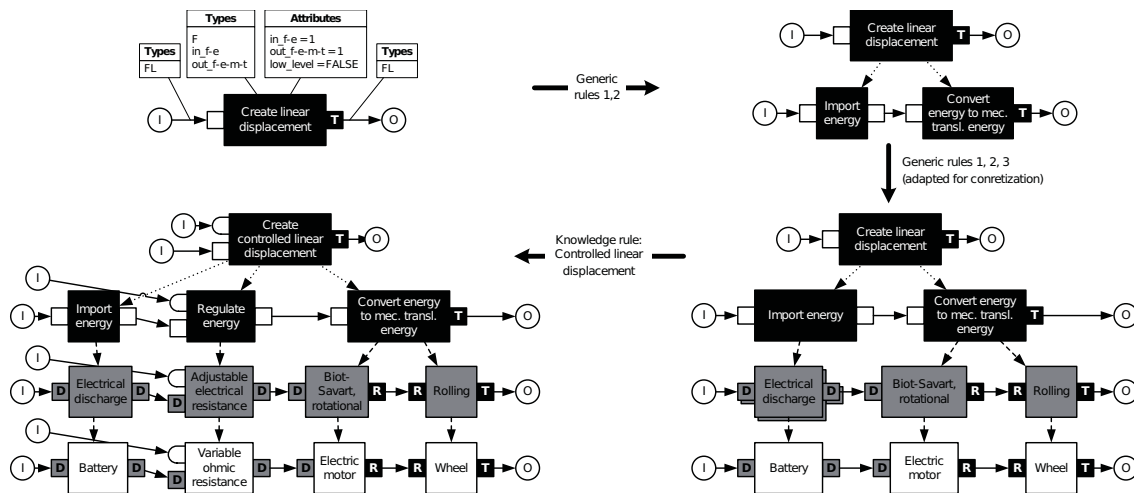 Types
FL
Types
F
in_f-e
out_f-e-m-t
Attributes
in_f-e =1
out_f-e-m-t =1
low_level =FALSE
Types
FL
I
Create linear
displacement
T
O
Generic
rules 1,2
I
Create linear
displacement
T
O
I
Import
energy
Convert
energy to mec.
transl. energy
T
O
Generic rules 1, 2, 3
(adapted for conretization)
I
Create linear
displacement
T
O
I
Import energy
Convert energy
to mec. transl.
energy
T
O
I
D
Electrical
discharge
D
D
Biot-Savart,
rotational
R
R
Rolling
T
O
I
D
Battery
D
D
Electric
motor
R
R
Wheel
T
O
Knowledge rule:
Controlled linear
displacement
I
I
Create
controlled linear
displacement
T
O
I
I
Import
energy
Regulate
energy
Convert energy
to mec. transl.
energy
T
O
I
I
D
Electrical
discharge
D
D
Adjustable
electrical
resistance
D
D
Biot-
Savart,
rotational
R
R
Rolling
T
O
I
I
D
Battery
D
D
Variable
ohmic
resistance
D
D
Electric
motor
R
R
Wheel
T
O